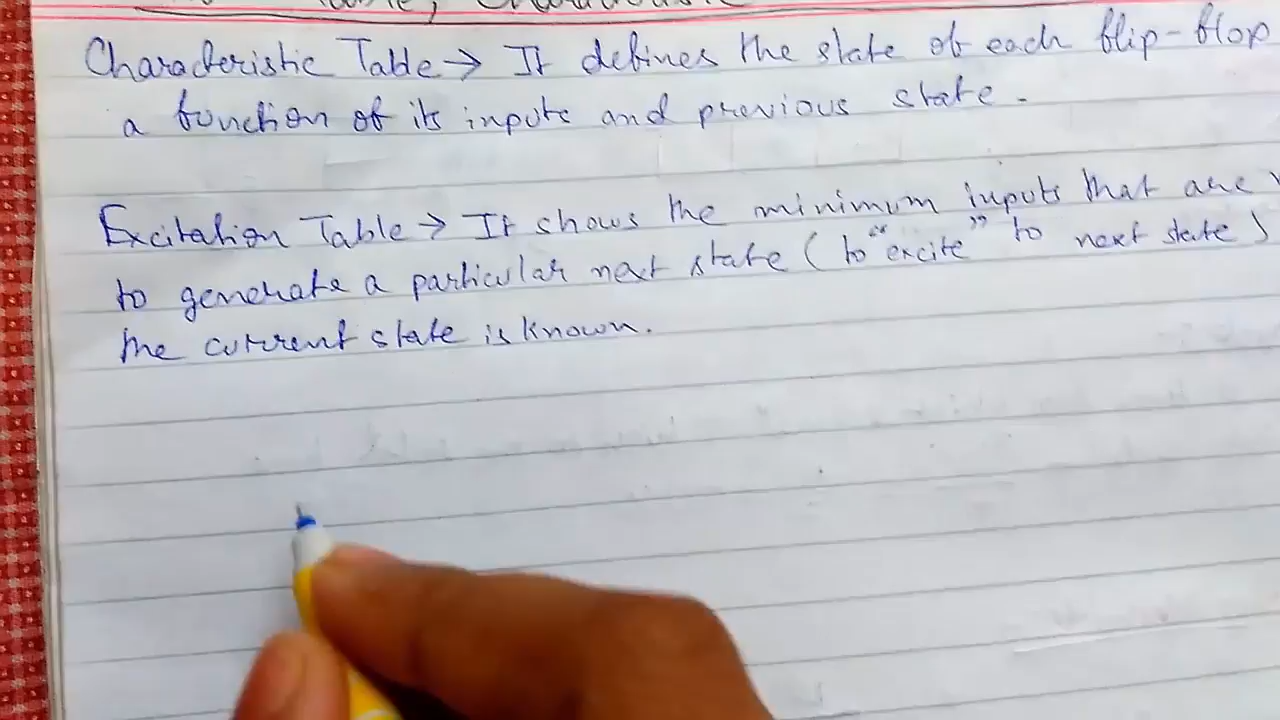 Table, Characteristic
Characteristic Table → It defines the state of each flip-flop
a function of its inputs and previous state.
Excitation Table → It shows the minimum inputs that are
to generate a particular next state (to "excite" to next state)
the current state is known.